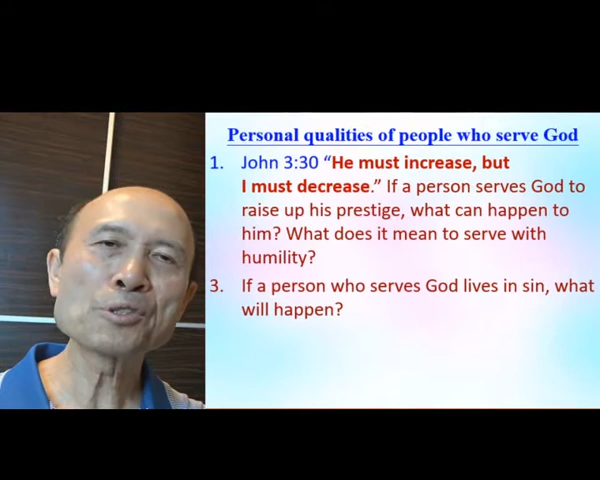 Personal qualities of people who serve God
1. John 3:30 “He must increase, but
I must decrease.” If a person serves God to
raise up his prestige, what can happen to
him? What does it mean to serve with
humility?
3. If a person who serves God lives in sin, what
will happen?